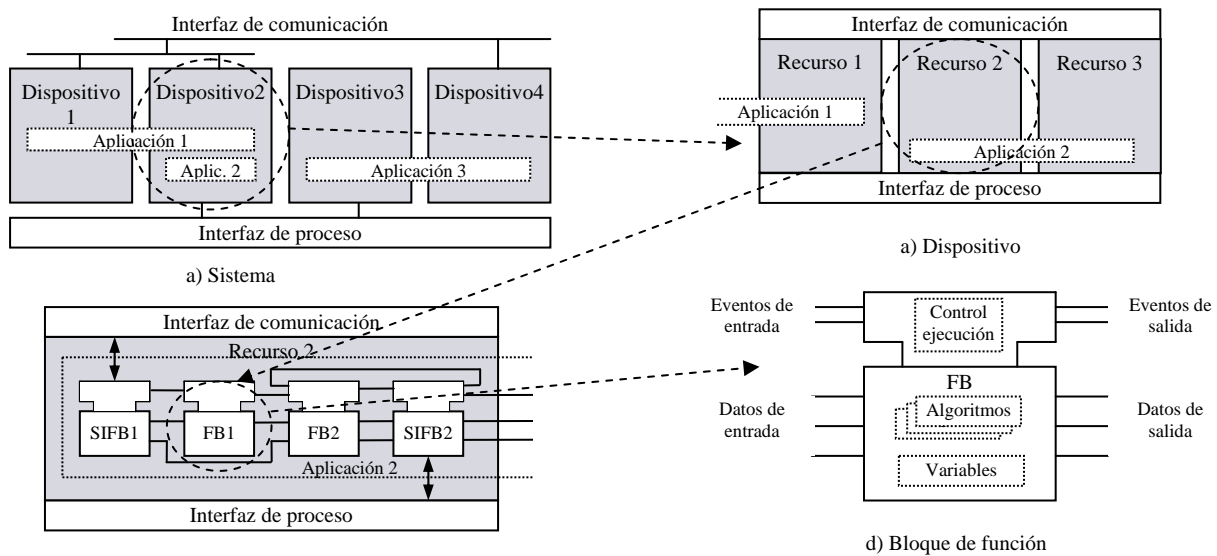 Interfaz de comunicación
Dispositivo
1
Dispositivo2
Dispositivo3
Dispositivo4
Aplicación 1
Aplic. 2
Aplicación 3
Interfaz de proceso
a) Sistema
Interfaz de comunicación
Recurso 1
Recurso 2
Recurso 3
Aplicación 1
Aplicación 2
Interfaz de proceso
a) Dispositivo
Interfaz de comunicación
Recurso 2
SIFB1
FB1
FB2
SIFB2
Aplicación 2
Interfaz de proceso
Eventos de
entrada
Control
ejecución
Eventos de
salida
FB
Datos de
entrada
Algoritmos
Datos de
salida
Variables
d) Bloque de función